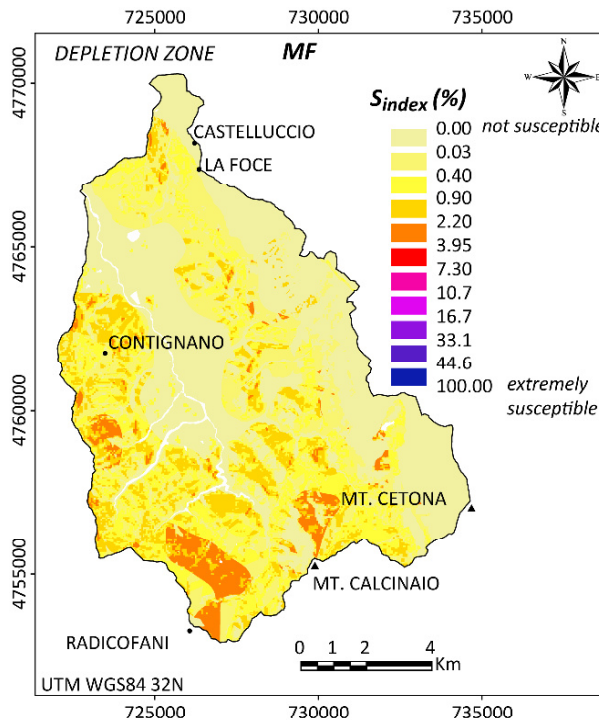 725000 730000 735000
DEPLETION ZONE MF
N
W E
S
S_index (%)
0.00 not susceptible
0.03
0.40
0.90
2.20
3.95
7.30
10.7
16.7
33.1
44.6
100.00 extremely
susceptible
CASTELLUCCIO
LA FOCE
CONTIGNANO
MT. CETONA
MT. CALCINAIO
RADICOFANI
0 1 2 4
Km
UTM WGS84 32N
4770000
4765000
4760000
4755000
725000 730000 735000